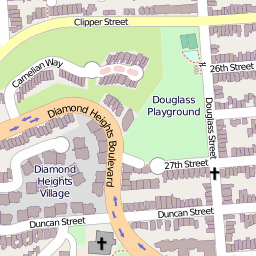 Clipper Street
Carnelian Way
26th Street
Diamond Heights Boulevard
Douglass
Playground
Douglass Street
27th Street
Diamond
Heights
Village
Duncan Street
Duncan Street